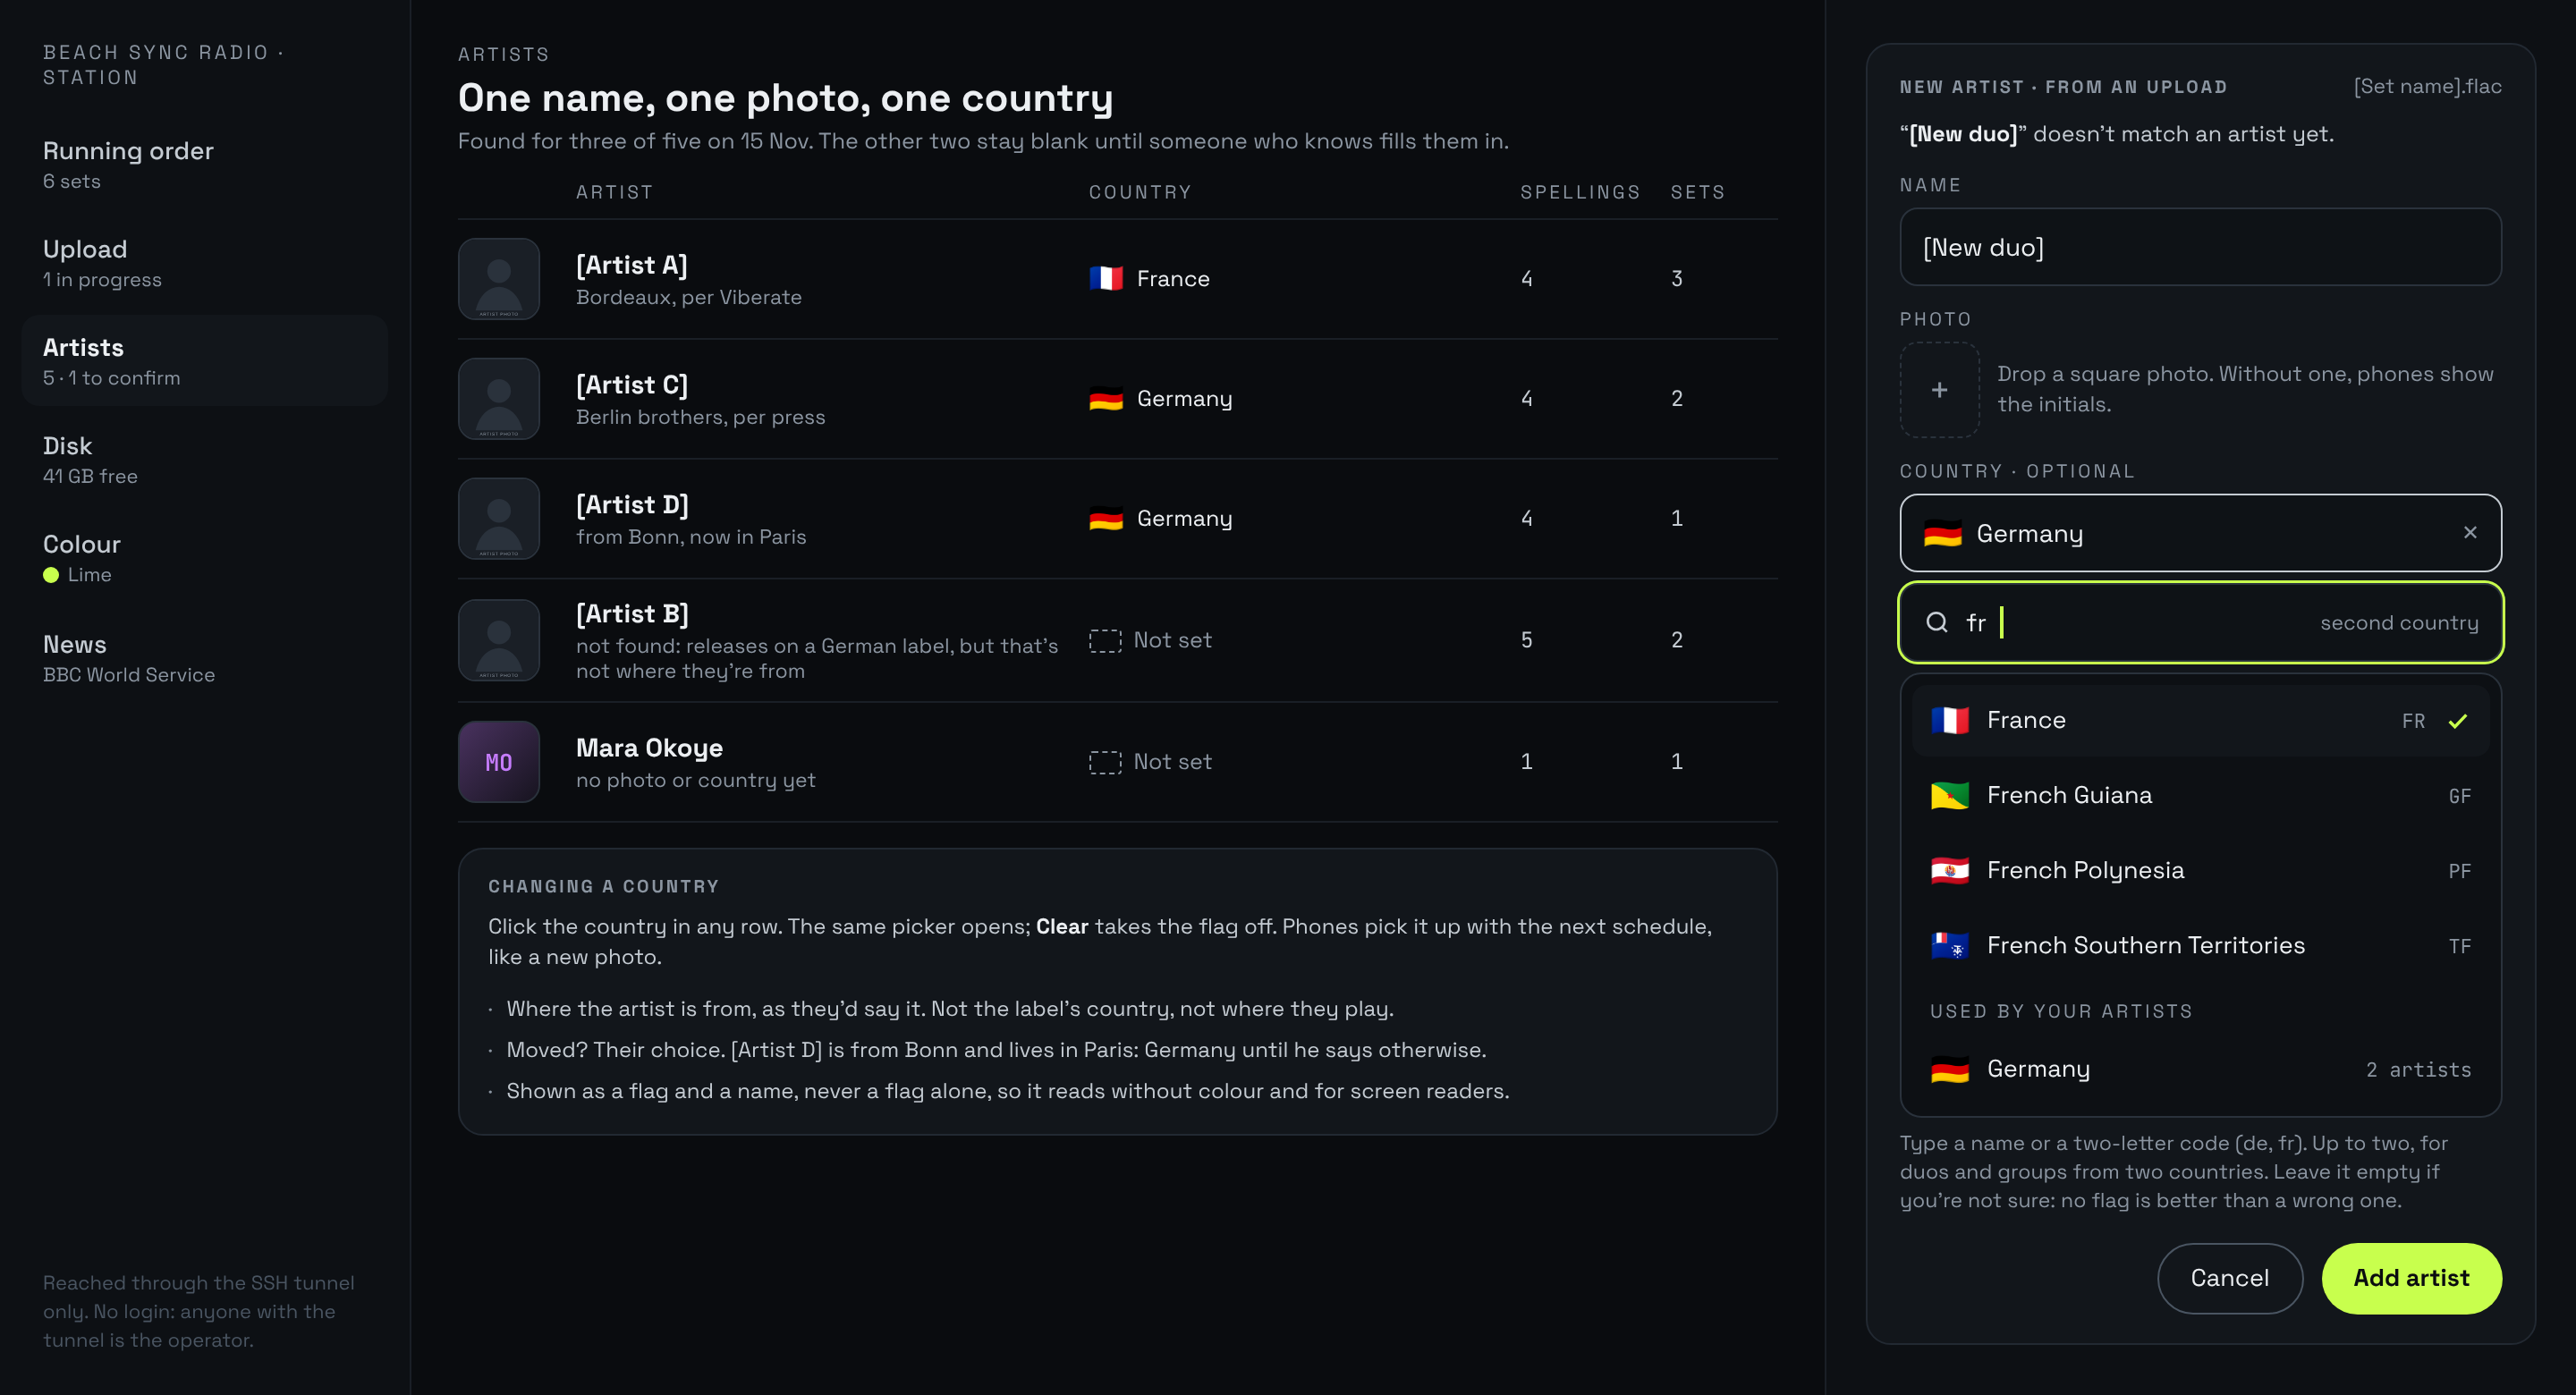 BEACH SYNC RADIO ·
STATION
Running order
6 sets
Upload
1 in progress
Artists
5 · 1 to confirm
Disk
41 GB free
Colour
Lime
News
BBC World Service
Reached through the SSH tunnel
only. No login: anyone with the
tunnel is the operator.
ARTISTS
One name, one photo, one country
Found for three of five on 15 Nov. The other two stay blank until someone who knows fills them in.
ARTIST COUNTRY SPELLINGS SETS
ARTIST PHOTO
[Artist A]
Bordeaux, per Viberate
France 4 3
ARTIST PHOTO
[Artist C]
Berlin brothers, per press
Germany 4 2
ARTIST PHOTO
[Artist D]
from Bonn, now in Paris
Germany 4 1
ARTIST PHOTO
[Artist B]
not found: releases on a German label, but that's
not where they're from
Not set 5 2
MO
Mara Okoye
no photo or country yet
Not set 1 1
CHANGING A COUNTRY
Click the country in any row. The same picker opens; Clear takes the flag off. Phones pick it up with the next schedule,
like a new photo.
· Where the artist is from, as they'd say it. Not the label's country, not where they play.
· Moved? Their choice. [Artist D] is from Bonn and lives in Paris: Germany until he says otherwise.
· Shown as a flag and a name, never a flag alone, so it reads without colour and for screen readers.
NEW ARTIST · FROM AN UPLOAD [Set name].flac
“[New duo]” doesn't match an artist yet.
NAME
[New duo]
PHOTO
+
Drop a square photo. Without one, phones show
the initials.
COUNTRY · OPTIONAL
Germany ×
fr second country
France FR ✓
French Guiana GF
French Polynesia PF
French Southern Territories TF
USED BY YOUR ARTISTS
Germany 2 artists
Type a name or a two-letter code (de, fr). Up to two, for
duos and groups from two countries. Leave it empty if
you're not sure: no flag is better than a wrong one.
Cancel Add artist